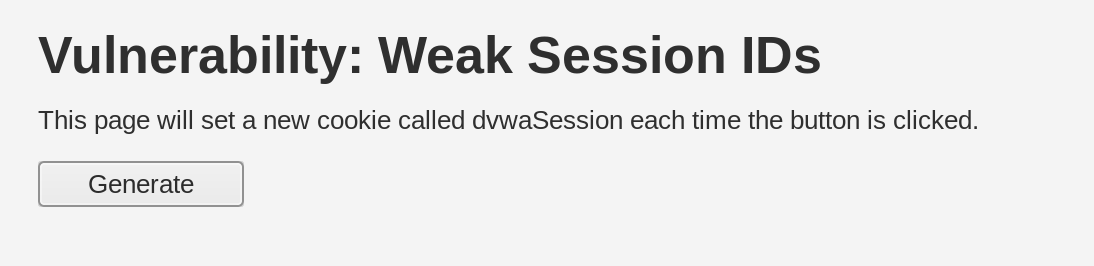 Vulnerability: Weak Session IDs
This page will set a new cookie called dvwaSession each time the button is clicked.
Generate